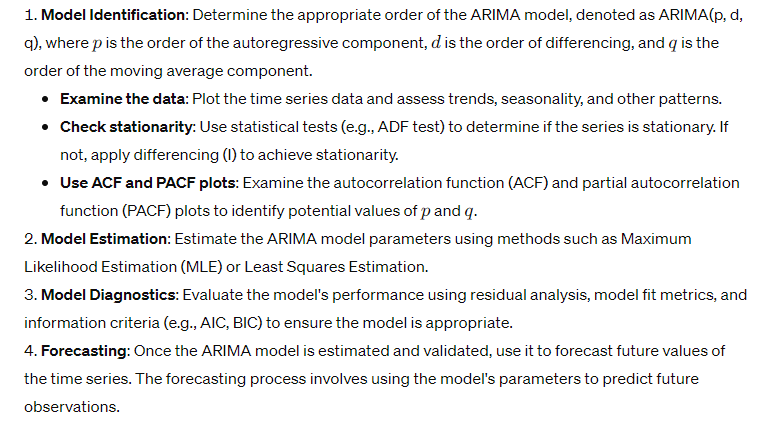 1. Model Identification: Determine the appropriate order of the ARIMA model, denoted as ARIMA(p, d,
q), where p is the order of the autoregressive component, d is the order of differencing, and q is the
order of the moving average component.
• Examine the data: Plot the time series data and assess trends, seasonality, and other patterns.
• Check stationarity: Use statistical tests (e.g., ADF test) to determine if the series is stationary. If
not, apply differencing (I) to achieve stationarity.
• Use ACF and PACF plots: Examine the autocorrelation function (ACF) and partial autocorrelation
function (PACF) plots to identify potential values of p and q.
2. Model Estimation: Estimate the ARIMA model parameters using methods such as Maximum
Likelihood Estimation (MLE) or Least Squares Estimation.
3. Model Diagnostics: Evaluate the model's performance using residual analysis, model fit metrics, and
information criteria (e.g., AIC, BIC) to ensure the model is appropriate.
4. Forecasting: Once the ARIMA model is estimated and validated, use it to forecast future values of
the time series. The forecasting process involves using the model's parameters to predict future
observations.